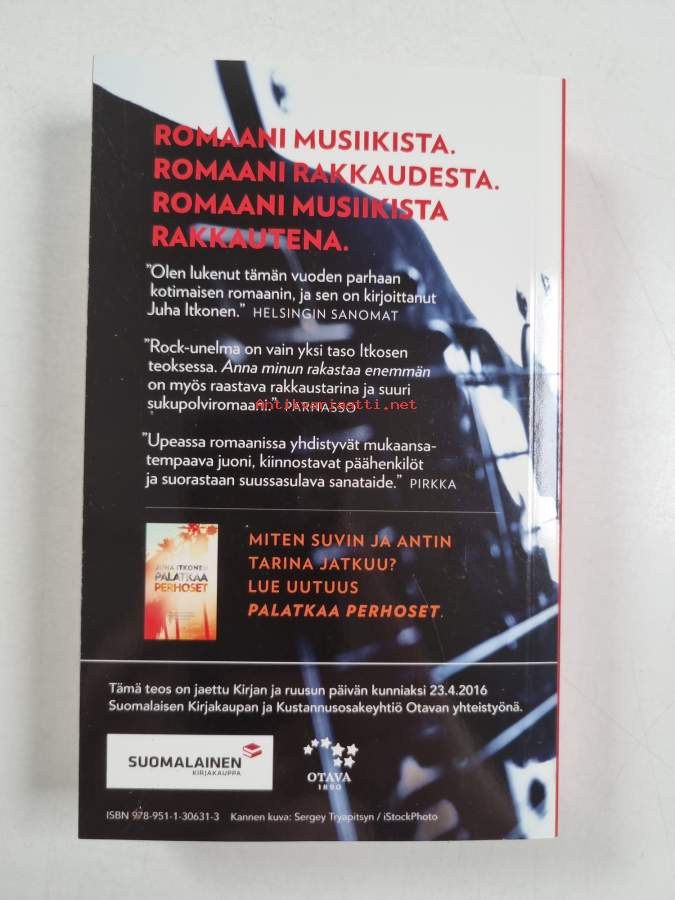 ROMAANI MUSIIKISTA.
ROMAANI RAKKAUDESTA.
ROMAANI MUSIIKISTA
RAKKAUTENA.
”Olen lukenut tämän vuoden parhaan
kotimaisen romaanin, ja sen on kirjoittanut
Juha Itkonen.” HELSINGIN SANOMAT
”Rock-unelma on vain yksi taso Itkosen
teoksessa. Anna minun rakastaa enemmän
on myös raastava rakkaustarina ja suuri
sukupolviromaani.” PARNASSO
Antikvariaatti.net
”Upeassa romaanissa yhdistyvät mukaansa-
tempaava juoni, kiinnostavat päähenkilöt
ja suorastaan suussasulava sanataide.” PIRKKA
JUHA ITKONEN
PALATKAA
PERHOSET
MITEN SUVIN JA ANTIN
TARINA JATKUU?
LUE UUTUUS
PALATKAA PERHOSET.
Tämä teos on jaettu Kirjan ja ruusun päivän kunniaksi 23.4.2016
Suomalaisen Kirjakaupan ja Kustannusosakeyhtiö Otavan yhteistyönä.
SUOMALAINEN
KIRJAKAUPPA
OTAVA
1890
ISBN 978-951-1-30631-3 Kannen kuva: Sergey Tryapitsyn / iStockPhoto